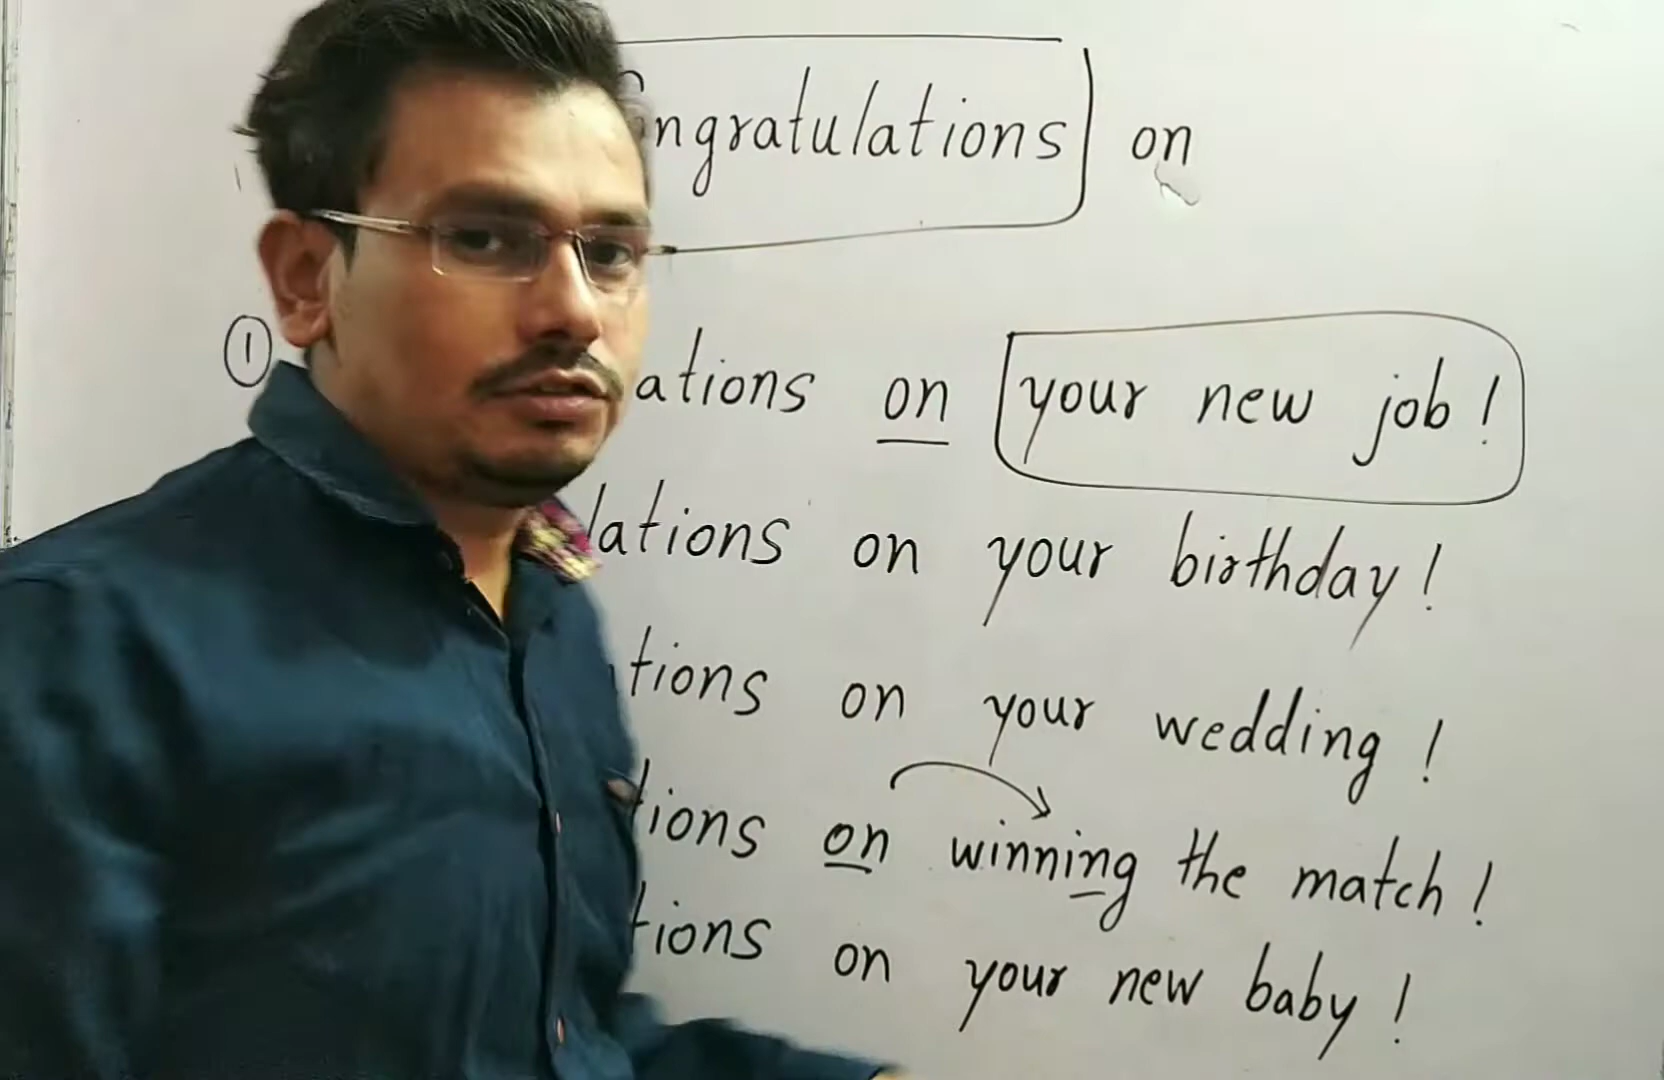 ongratulations on
① ations on your new job!
lations on your birthday!
tions on your wedding!
tions on winning the match!
tions on your new baby!